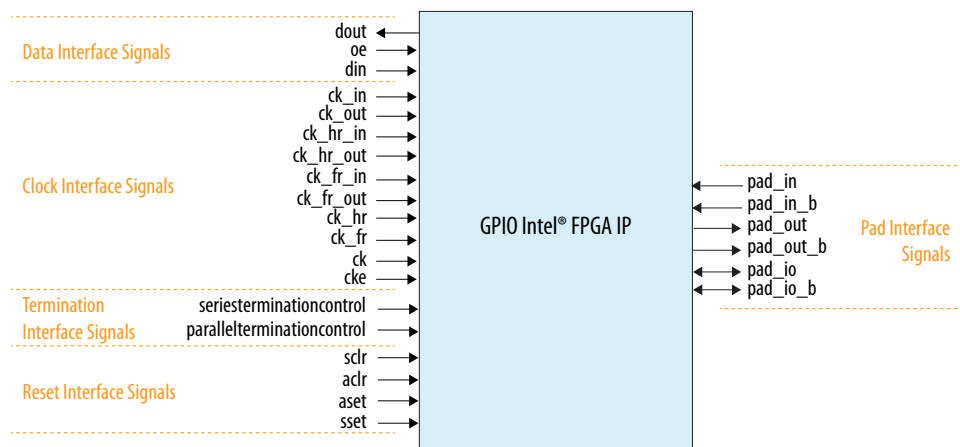 Data Interface Signals
dout
oe
din
Clock Interface Signals
ck_in
ck_out
ck_hr_in
ck_hr_out
ck_fr_in
ck_fr_out
ck_hr
ck_fr
ck
cke
Termination
Interface Signals
seriesterminationcontrol
parallelterminationcontrol
Reset Interface Signals
sclr
aclr
aset
sset
GPIO Intel® FPGA IP
pad_in
pad_in_b
pad_out
pad_out_b
pad_io
pad_io_b
Pad Interface
Signals